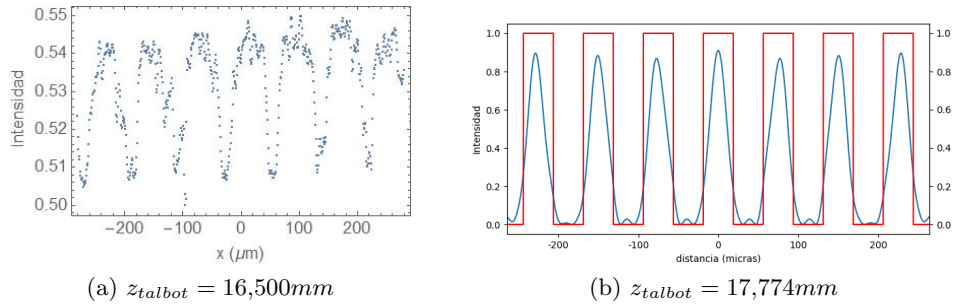 0.55
0.54
0.53
0.52
0.51
0.50
Intensidad
-200 -100 0 100 200
x (μm)
(a) z_talbot = 16,500mm
1.0
0.8
0.6
0.4
0.2
0.0
Intensidad
1.0
0.8
0.6
0.4
0.2
0.0
-200 -100 0 100 200
distancia (micras)
(b) z_talbot = 17,774mm